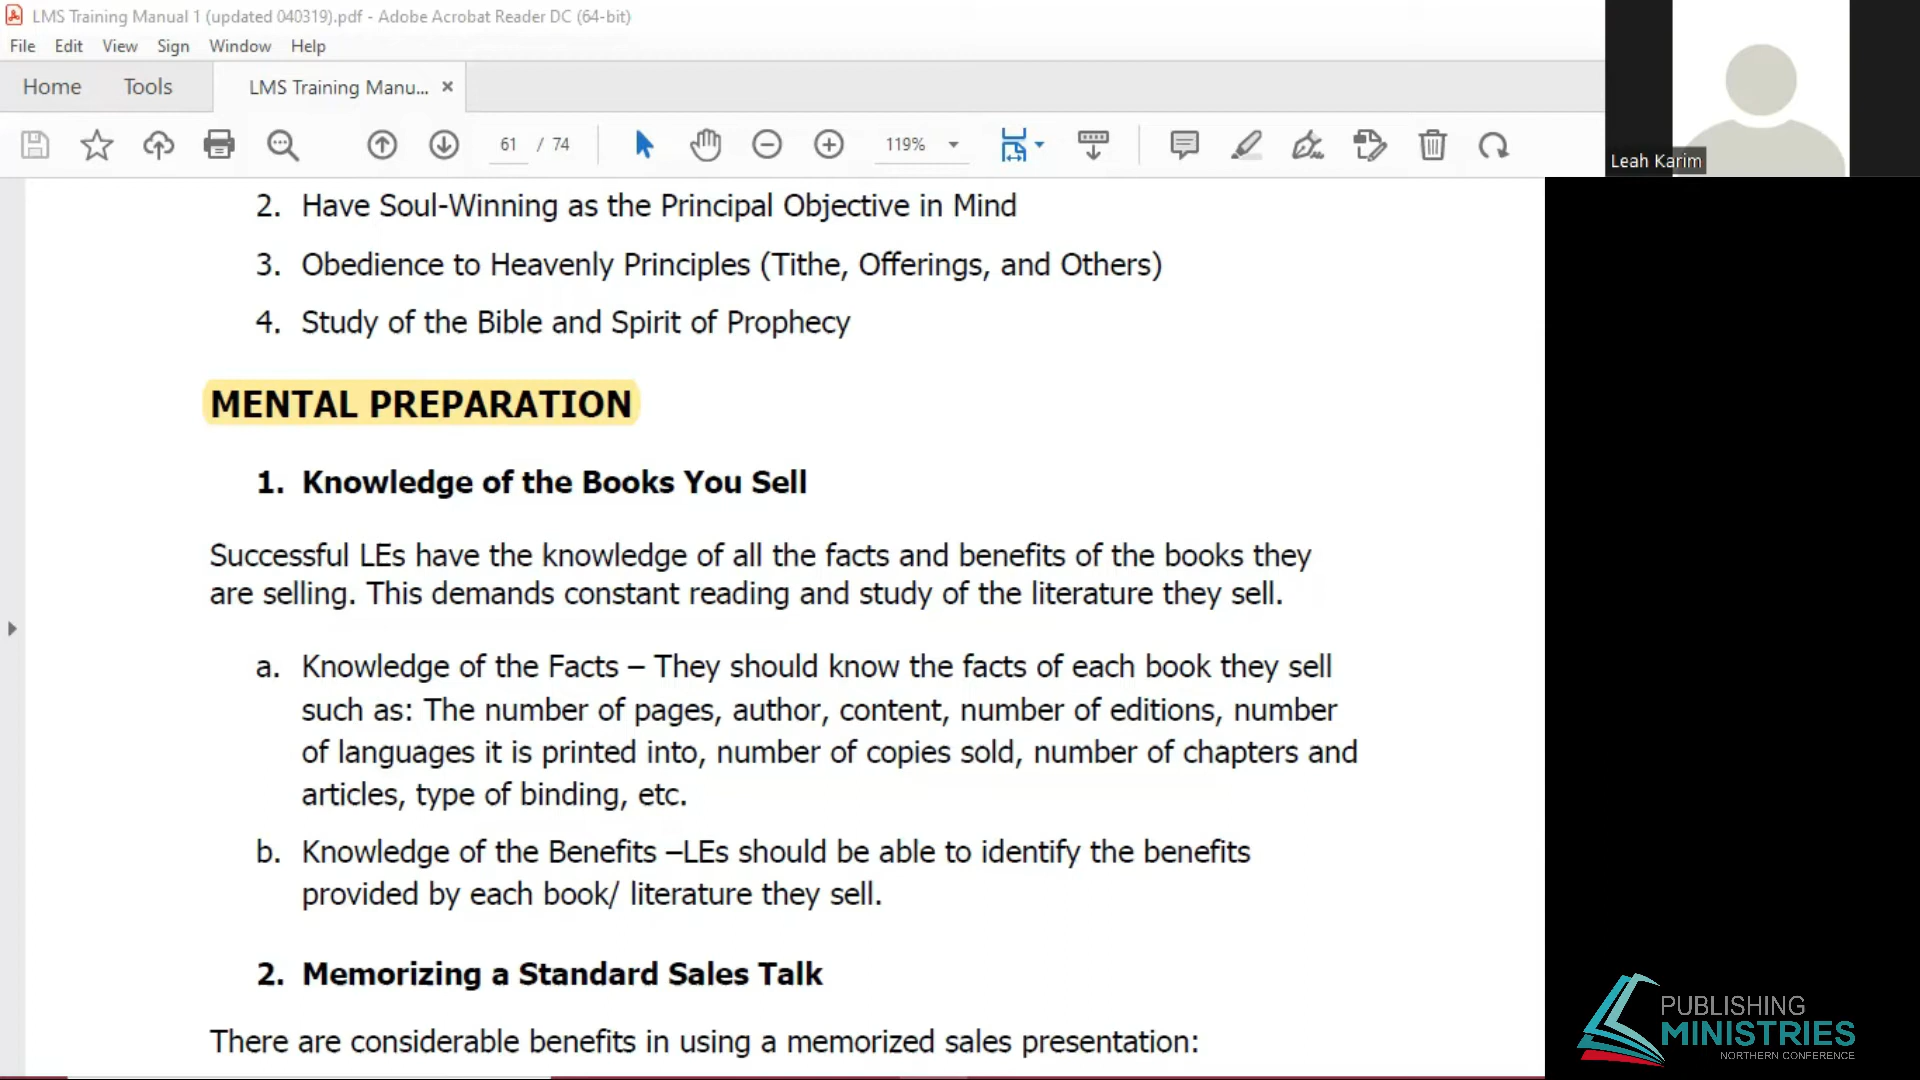 LMS Training Manual 1 (updated 040319).pdf - Adobe Acrobat Reader DC (64-bit)
File Edit View Sign Window Help
Home Tools LMS Training Manu... ×
61 / 74 119%
Leah Karim
2. Have Soul-Winning as the Principal Objective in Mind
3. Obedience to Heavenly Principles (Tithe, Offerings, and Others)
4. Study of the Bible and Spirit of Prophecy
MENTAL PREPARATION
1. Knowledge of the Books You Sell
Successful LEs have the knowledge of all the facts and benefits of the books they
are selling. This demands constant reading and study of the literature they sell.
a. Knowledge of the Facts – They should know the facts of each book they sell
such as: The number of pages, author, content, number of editions, number
of languages it is printed into, number of copies sold, number of chapters and
articles, type of binding, etc.
b. Knowledge of the Benefits –LEs should be able to identify the benefits
provided by each book/ literature they sell.
2. Memorizing a Standard Sales Talk
There are considerable benefits in using a memorized sales presentation:
PUBLISHING
MINISTRIES
NORTHERN CONFERENCE